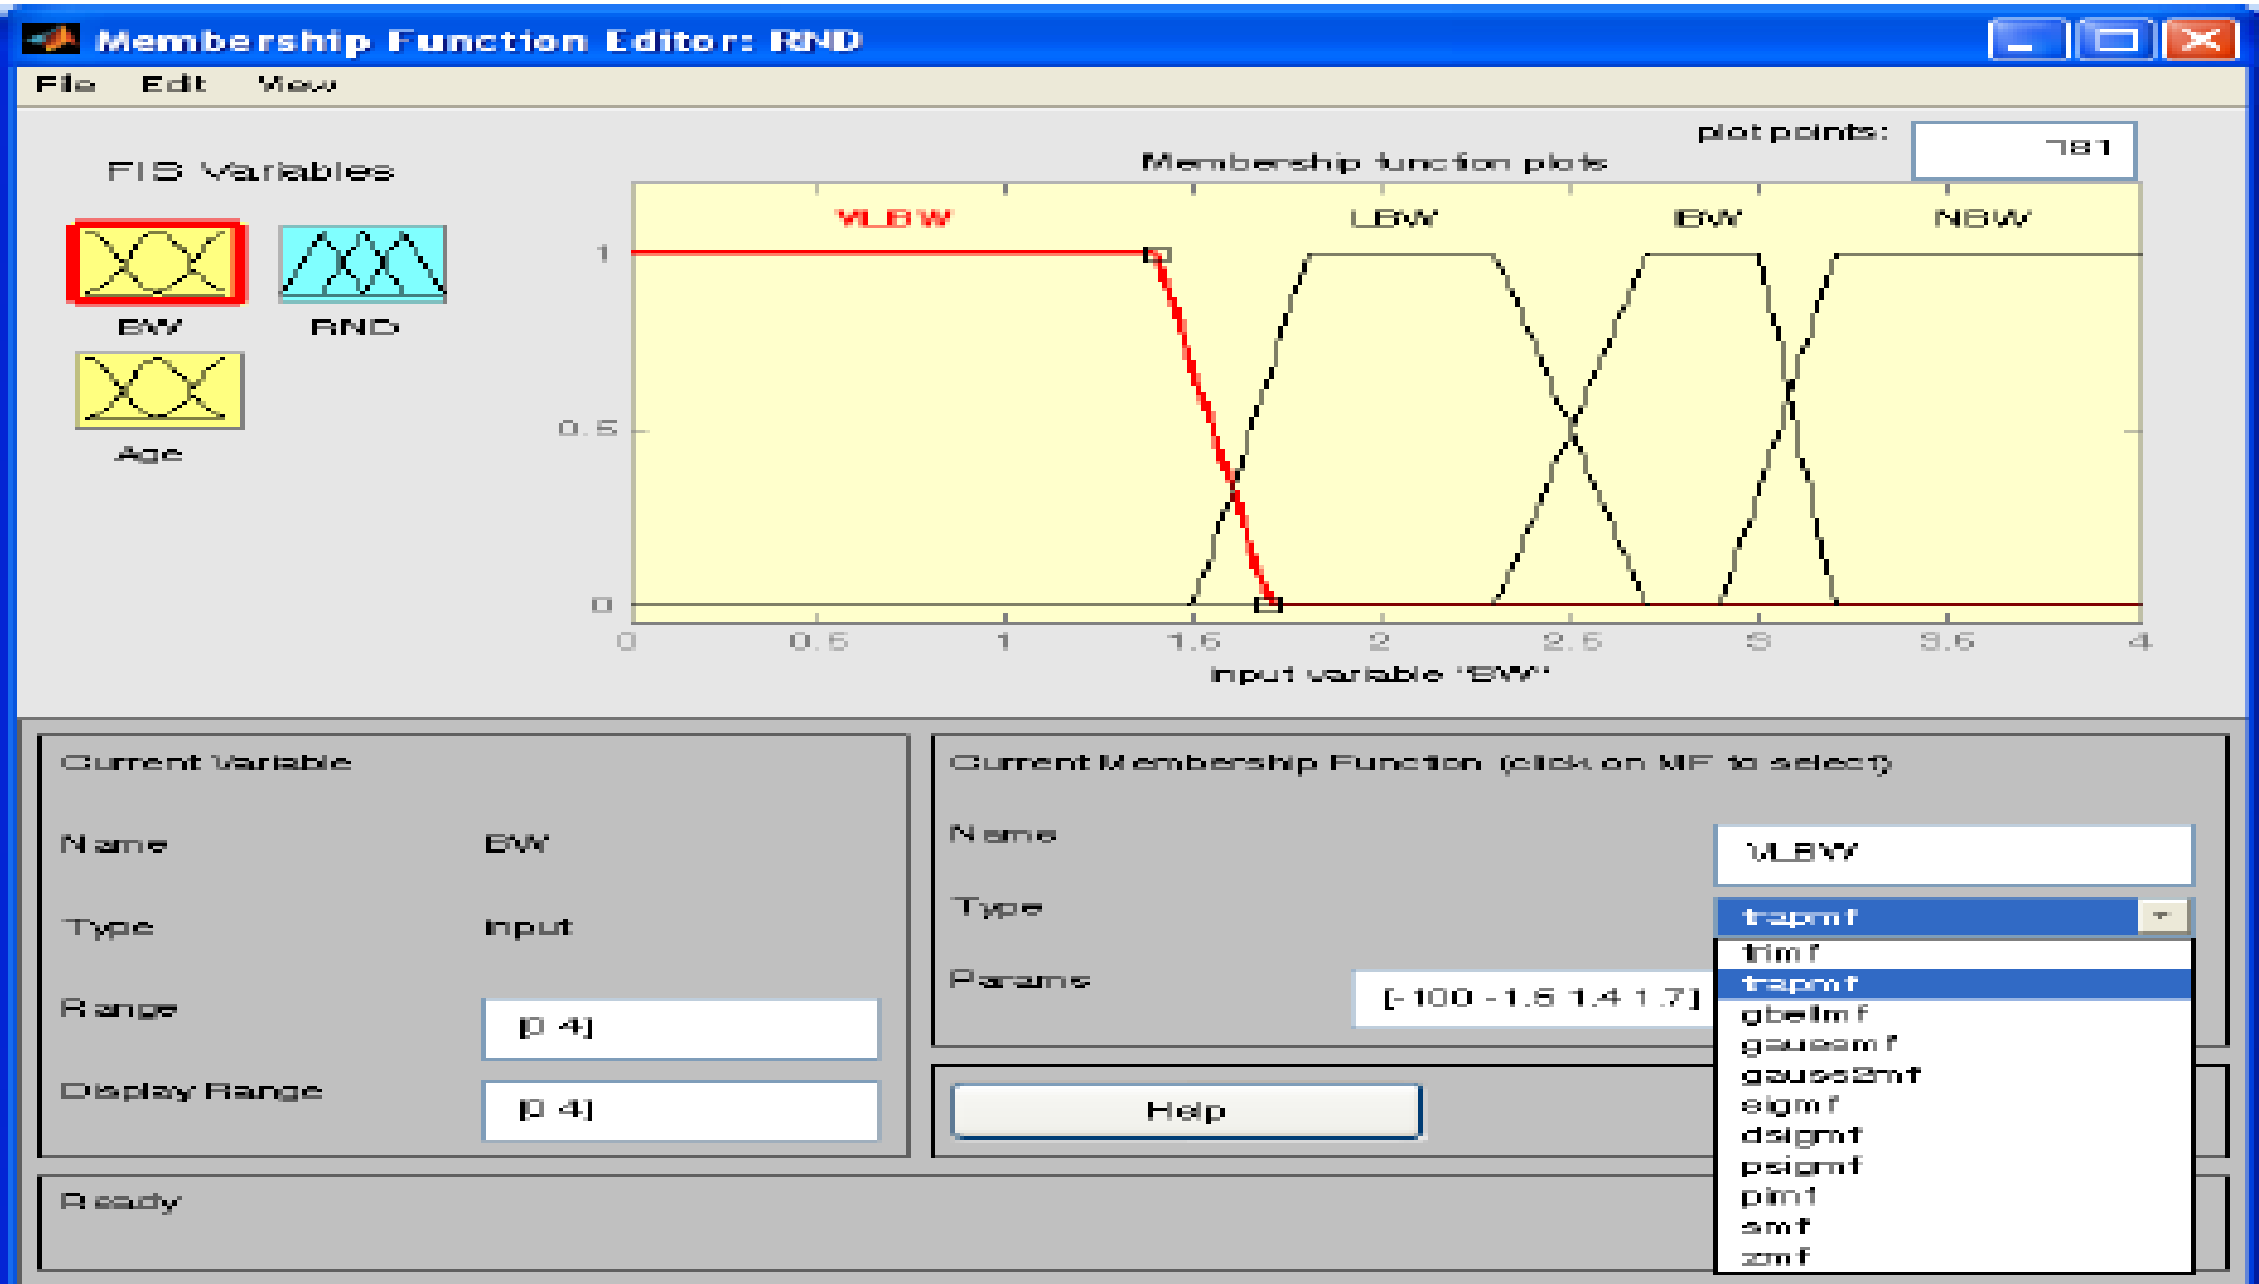 Membership Function Editor: RND
File Edit View
FIS Variables
plot points:
181
Membership function plots
VLBW LBW IBW NBW
BW RND
Age
1
0.5
0
0 0.5 1 1.5 2 2.5 3 3.5 4
input variable "BW"
Current Variable
Name BW
Type input
Range [0 4]
Display Range [0 4]
Current Membership Function (click on MF to select)
Name VLBW
Type trapmf
Params [-100 -1.5 1.4 1.7]
trimf
trapmf
gbellmf
gaussmf
gauss2mf
sigmf
dsigmf
psigmf
pimf
smf
zmf
Help
Ready